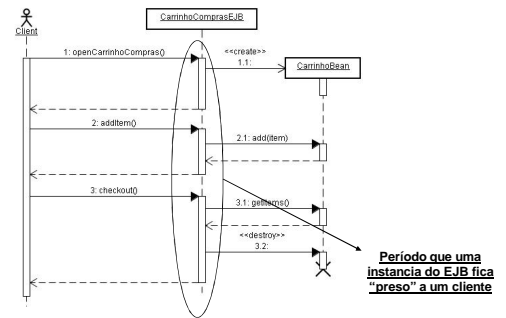 CarrinhoComprasEJB
Client
1: openCarrinhoCompras()
<<create>>
1.1:
CarrinhoBean
2: addItem()
2.1: add(item)
3: checkout()
3.1: getItems()
<<destroy>>
3.2:
Período que uma
instancia do EJB fica
“preso” a um cliente